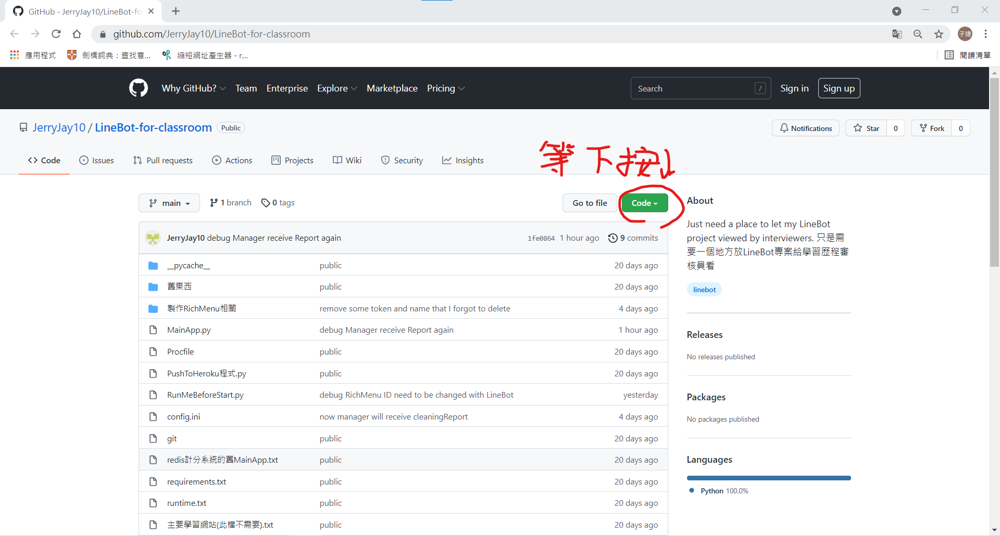 GitHub - JerryJay10/LineBot-fo
github.com/JerryJay10/LineBot-for-classroom
子捷
應用程式
劍橋詞典：查找意...
縮短網址產生器 - r...
閱讀清單
Why GitHub?
Team
Enterprise
Explore
Marketplace
Pricing
Search
/
Sign in
Sign up
JerryJay10 / LineBot-for-classroom
Public
Notifications
Star 0
Fork 0
Code
Issues
Pull requests
Actions
Projects
Wiki
Security
Insights
等下按↓
main
1 branch
0 tags
Go to file
Code
JerryJay10 debug Manager receive Report again 1fe0864 1 hour ago 9 commits
__pycache__ public 20 days ago
舊東西 public 20 days ago
製作RichMenu相關 remove some token and name that I forgot to delete 4 days ago
MainApp.py debug Manager receive Report again 1 hour ago
Procfile public 20 days ago
PushToHeroku程式.py public 20 days ago
RunMeBeforeStart.py debug RichMenu ID need to be changed with LineBot yesterday
config.ini now manager will receive cleaningReport 4 days ago
git public 20 days ago
redis計分系統的舊MainApp.txt public 20 days ago
requirements.txt public 20 days ago
runtime.txt public 20 days ago
主要學習網站(此檔不需要).txt public 20 days ago
About
Just need a place to let my LineBot
project viewed by interviewers. 只是需
要一個地方放LineBot專案給學習歷程審
核員看
linebot
Releases
No releases published
Packages
No packages published
Languages
Python 100.0%